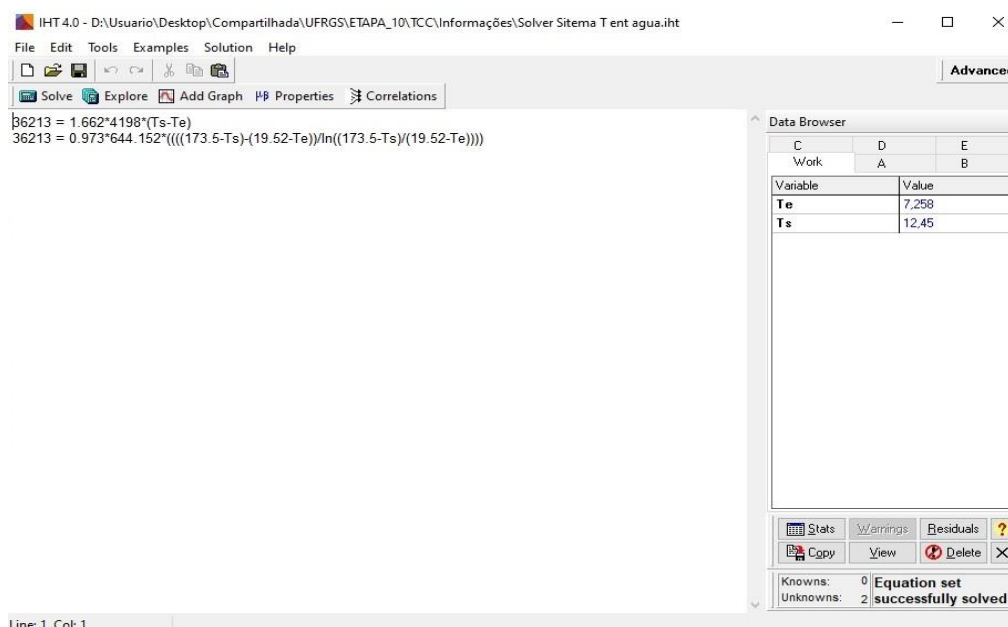 IHT 4.0 - D:\Usuario\Desktop\Compartilhada\UFRGS\ETAPA_10\TCC\Informações\Solver Sitema T ent agua.iht
File Edit Tools Examples Solution Help
Advanced
Solve Explore Add Graph Properties Correlations
36213 = 1.662*4198*(Ts-Te)
36213 = 0.973*644.152*((((173.5-Ts)-(19.52-Te))/ln((173.5-Ts)/(19.52-Te))))
Data Browser
C D E
Work A B
Variable Value
Te 7,258
Ts 12,45
Stats Warnings Residuals ?
Copy View Delete
Knowns: 0 Equation set
Unknowns: 2 successfully solved
Line: 1 Col: 1